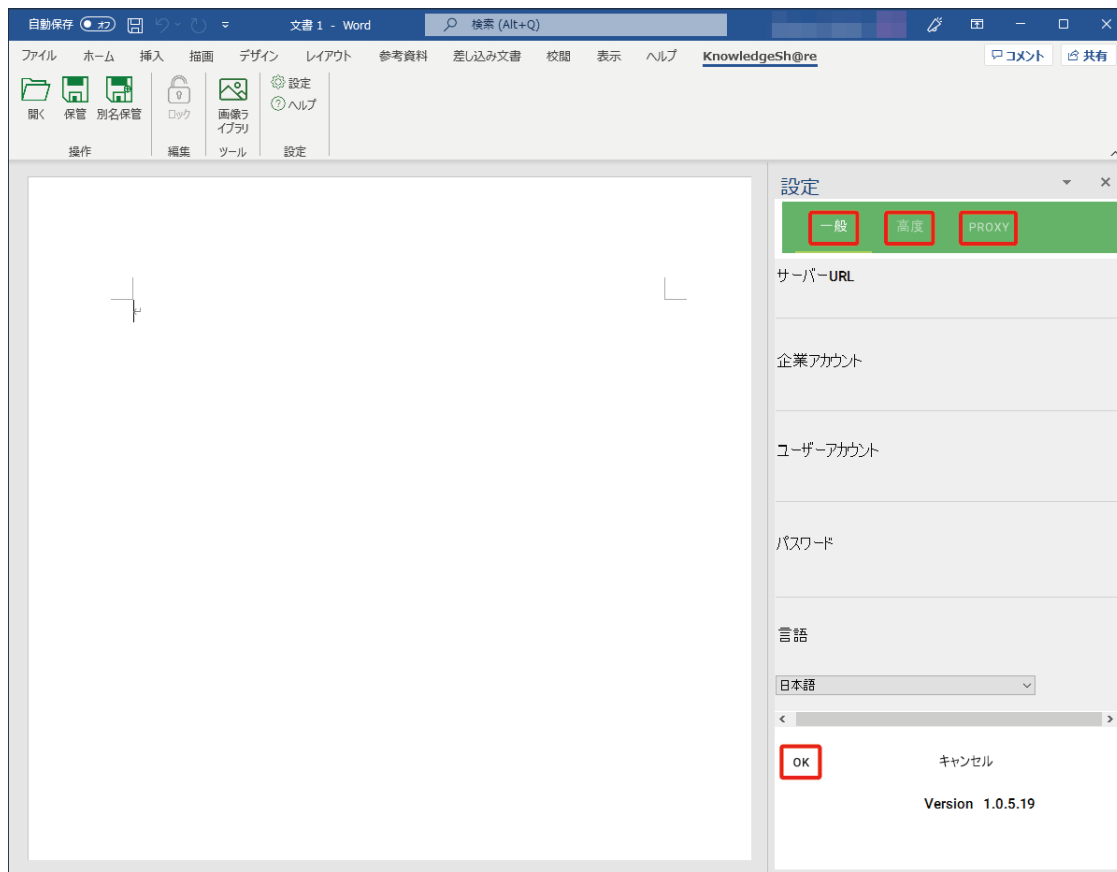 自動保存 オフ 文書 1 - Word 検索 (Alt+Q)
ファイル ホーム 挿入 描画 デザイン レイアウト 参考資料 差し込み文書 校閲 表示 ヘルプ KnowledgeSh@re コメント 共有
開く 保管 別名保管 ロック 画像ラ
イブラリ
設定
ヘルプ
操作 編集 ツール 設定
設定
一般 高度 PROXY
サーバーURL
企業アカウント
ユーザーアカウント
パスワード
言語
日本語
OK キャンセル
Version 1.0.5.19